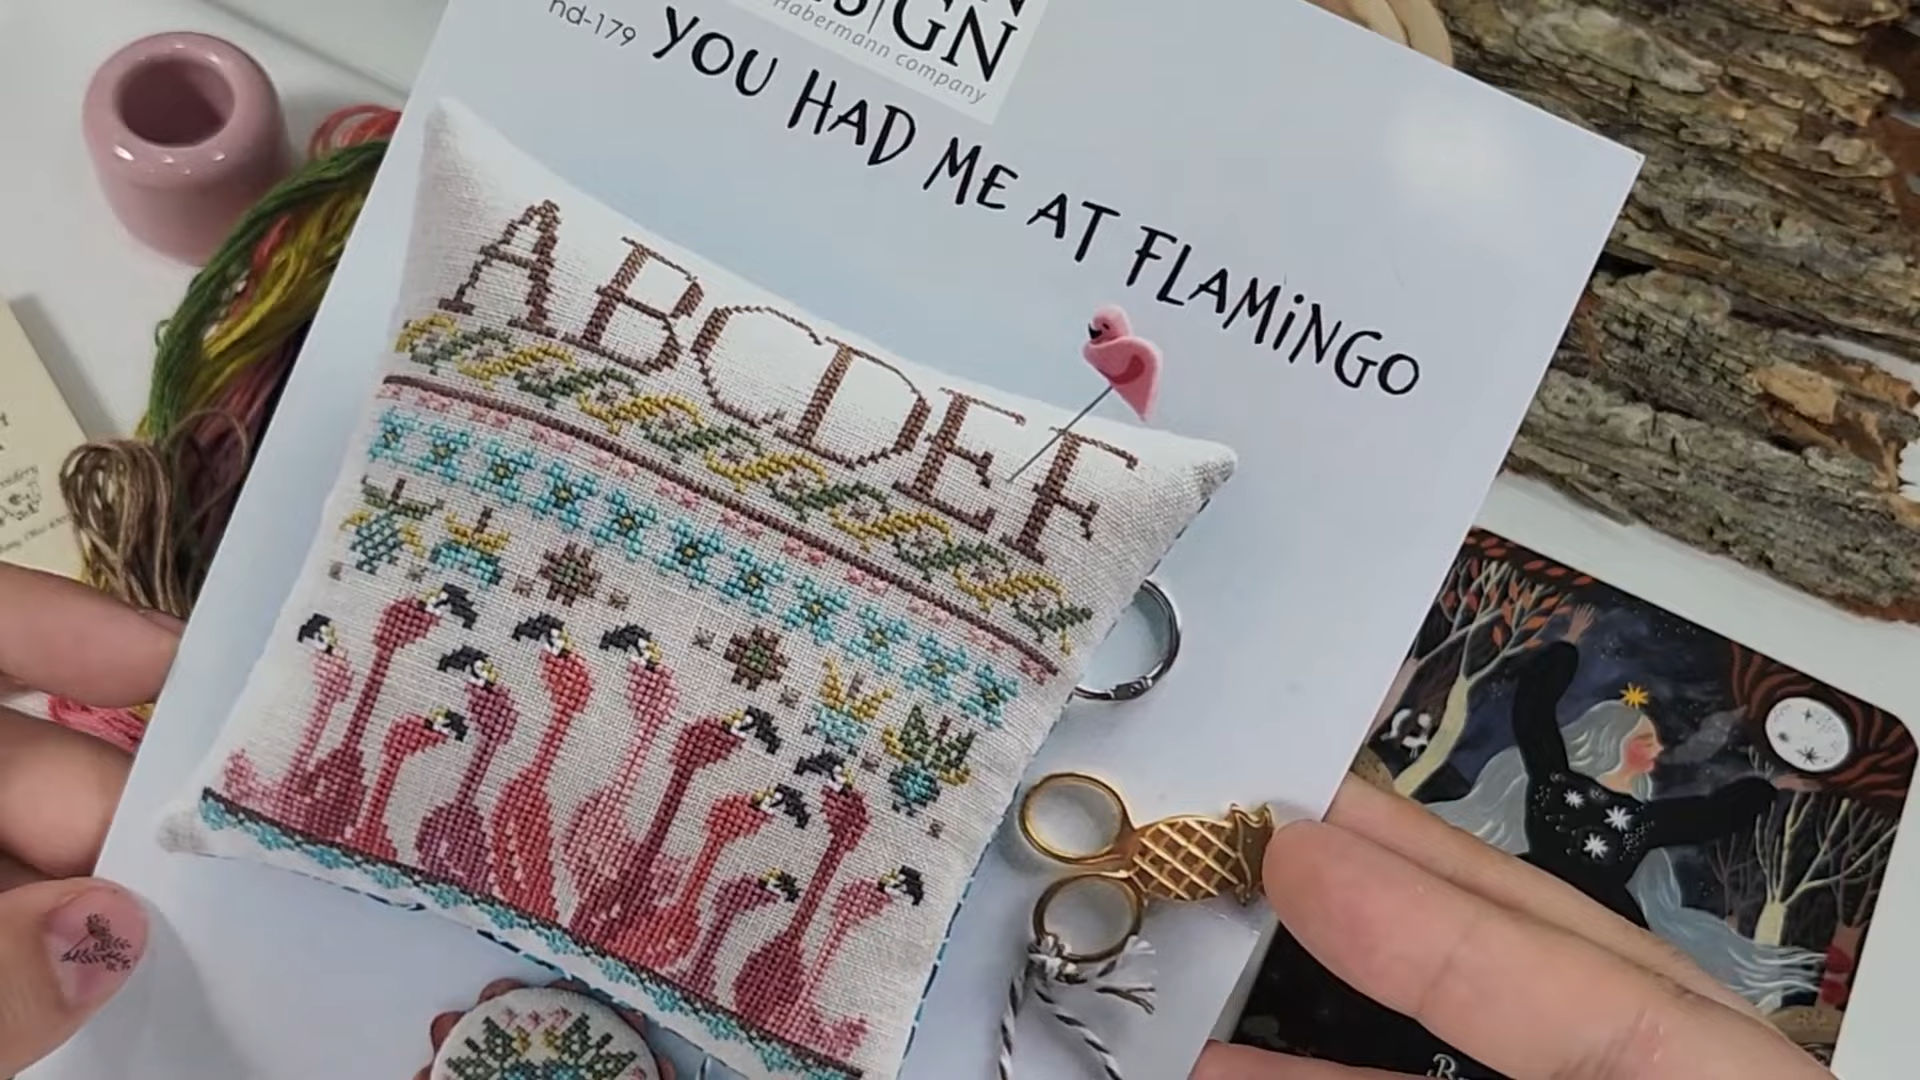 GN
Habermann company
nd-179
YOU HAD ME AT FLAMiNGO
ABCDEF